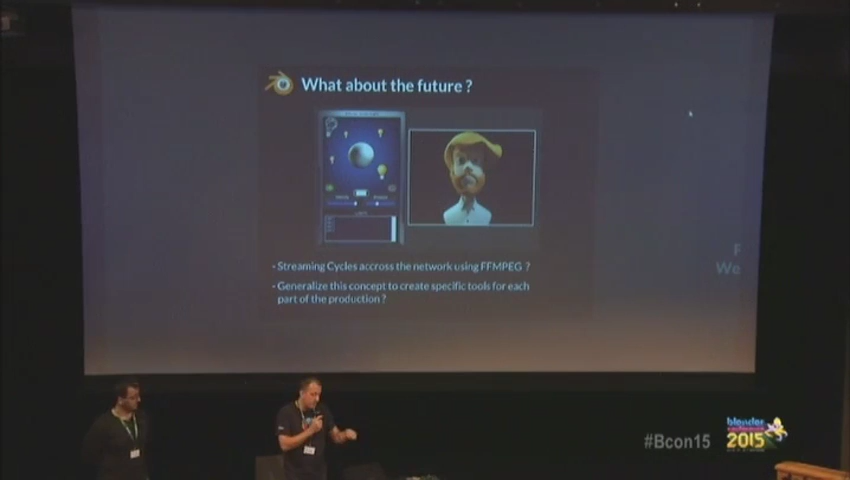 What about the future ?
- Streaming Cycles accross the network using FFMPEG ?
- Generalize this concept to create specific tools for each
part of the production ?
F
We
#Bcon15
blender
2015